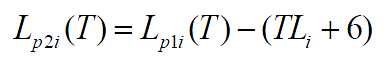 L_{p2i}(T) = L_{p1i}(T) − (TL_i + 6)